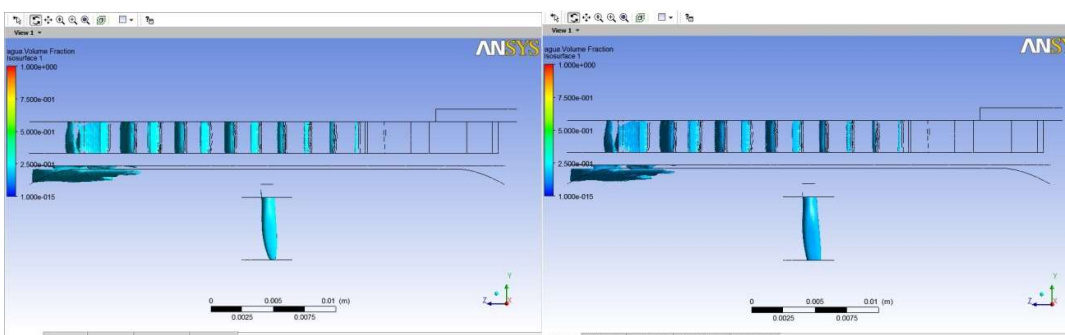 View 1
ANSYS
agua.Volume Fraction
Isosurface 1
1.000e+000
7.500e-001
5.000e-001
2.500e-001
1.000e-015
0
0.005
0.01 (m)
0.0025
0.0075
Y
Z
X
View 1
ANSYS
agua.Volume Fraction
Isosurface 1
1.000e+000
7.500e-001
5.000e-001
2.500e-001
1.000e-015
0
0.005
0.01 (m)
0.0025
0.0075
Y
Z
X